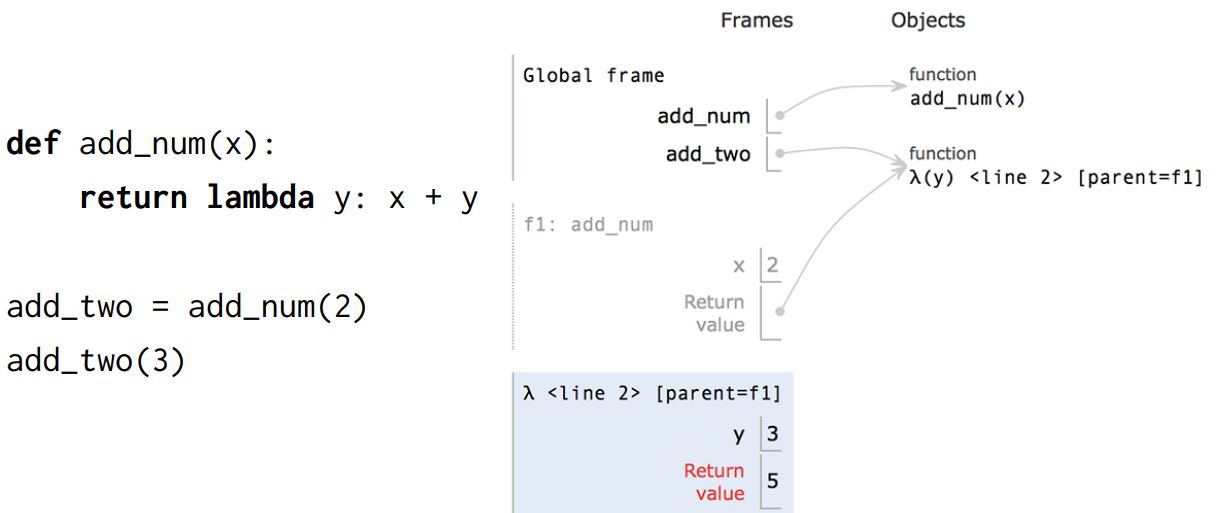 def add_num(x):
    return lambda y: x + y
add_two = add_num(2)
add_two(3)
Frames Objects
Global frame
add_num
add_two
function
add_num(x)
function
λ(y) <line 2> [parent=f1]
f1: add_num
x 2
Return
value
λ <line 2> [parent=f1]
y 3
Return
value 5